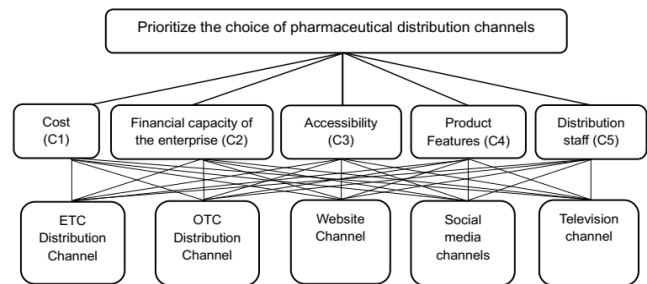 Prioritize the choice of pharmaceutical distribution channels
Cost
(C1)
Financial capacity of
the enterprise (C2)
Accessibility
(C3)
Product
Features (C4)
Distribution
staff (C5)
ETC
Distribution
Channel
OTC
Distribution
Channel
Website
Channel
Social
media
channels
Television
channel